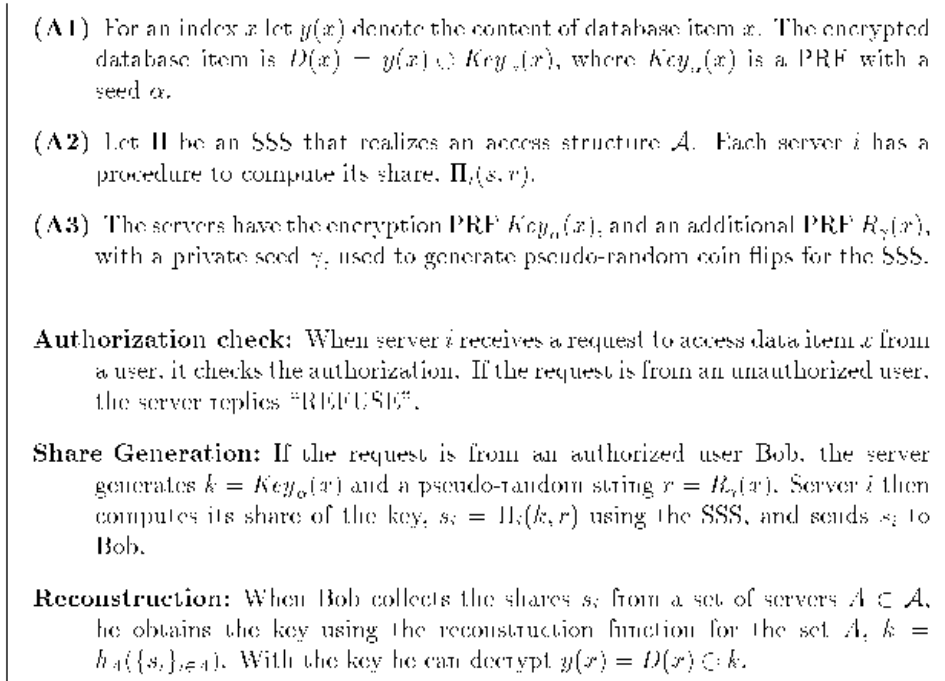 (A1) For an index x let y(x) denote the content of database item x. The encrypted
database item is D(x) = y(x) ⊕ Key_α(x), where Key_α(x) is a PRF with a
seed α.
(A2) Let Π be an SSS that realizes an access structure 𝒜. Each server i has a
procedure to compute its share, Π_i(s, r).
(A3) The servers have the encryption PRF Key_α(x), and an additional PRF R_γ(x),
with a private seed γ, used to generate pseudo-random coin flips for the SSS.
Authorization check: When server i receives a request to access data item x from
a user, it checks the authorization. If the request is from an unauthorized user,
the server replies "REFUSE".
Share Generation: If the request is from an authorized user Bob, the server
generates k = Key_α(x) and a pseudo-random string r = R_γ(x). Server i then
computes its share of the key, s_i = Π_i(k, r) using the SSS, and sends s_i to
Bob.
Reconstruction: When Bob collects the shares s_i from a set of servers A ∈ 𝒜,
he obtains the key using the reconstruction function for the set A, k =
h_A({s_i}_{i∈A}). With the key he can decrypt y(x) = D(x) ⊕ k.